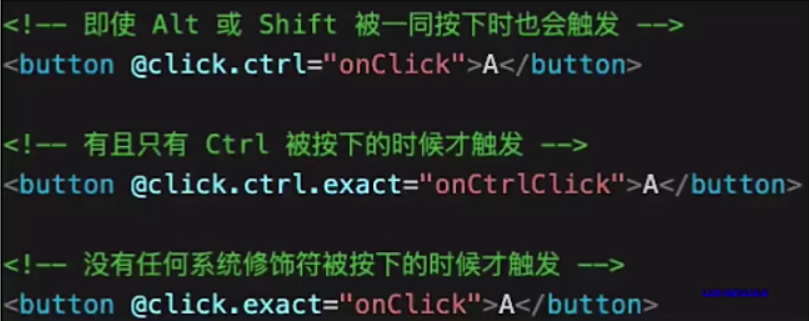 <!-- 即使 Alt 或 Shift 被一同按下时也会触发 -->
<button @click.ctrl="onClick">A</button>
<!-- 有且只有 Ctrl 被按下的时候才触发 -->
<button @click.ctrl.exact="onCtrlClick">A</button>
<!-- 没有任何系统修饰符被按下的时候才触发 -->
<button @click.exact="onClick">A</button>